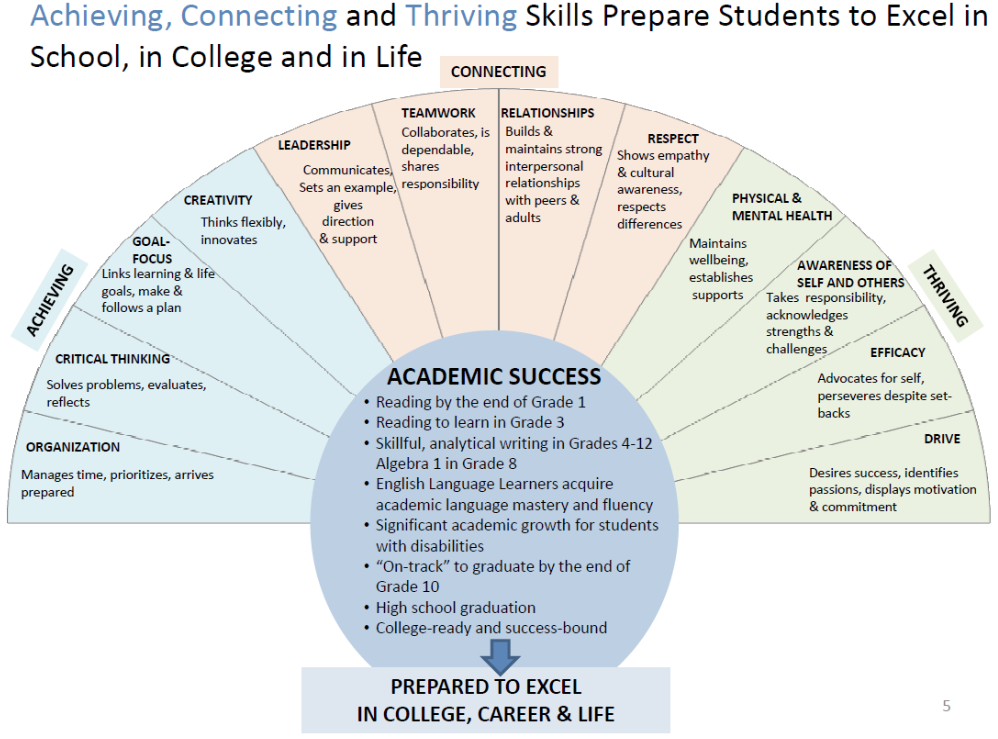 Achieving, Connecting and Thriving Skills Prepare Students to Excel in
School, in College and in Life
CONNECTING
ACHIEVING
THRIVING
ORGANIZATION
Manages time, prioritizes, arrives
prepared
CRITICAL THINKING
Solves problems, evaluates,
reflects
GOAL-
FOCUS
Links learning & life
goals, make &
follows a plan
CREATIVITY
Thinks flexibly,
innovates
LEADERSHIP
Communicates,
Sets an example,
gives
direction
& support
TEAMWORK
Collaborates, is
dependable,
shares
responsibility
RELATIONSHIPS
Builds &
maintains strong
interpersonal
relationships
with peers &
adults
RESPECT
Shows empathy
& cultural
awareness,
respects
differences
PHYSICAL &
MENTAL HEALTH
Maintains
wellbeing,
establishes
supports
AWARENESS OF
SELF AND OTHERS
Takes responsibility,
acknowledges
strengths &
challenges
EFFICACY
Advocates for self,
perseveres despite set-
backs
DRIVE
Desires success, identifies
passions, displays motivation
& commitment
ACADEMIC SUCCESS
• Reading by the end of Grade 1
• Reading to learn in Grade 3
• Skillful, analytical writing in Grades 4-12
Algebra 1 in Grade 8
• English Language Learners acquire
academic language mastery and fluency
• Significant academic growth for students
with disabilities
• “On-track” to graduate by the end of
Grade 10
• High school graduation
• College-ready and success-bound
PREPARED TO EXCEL
IN COLLEGE, CAREER & LIFE
5